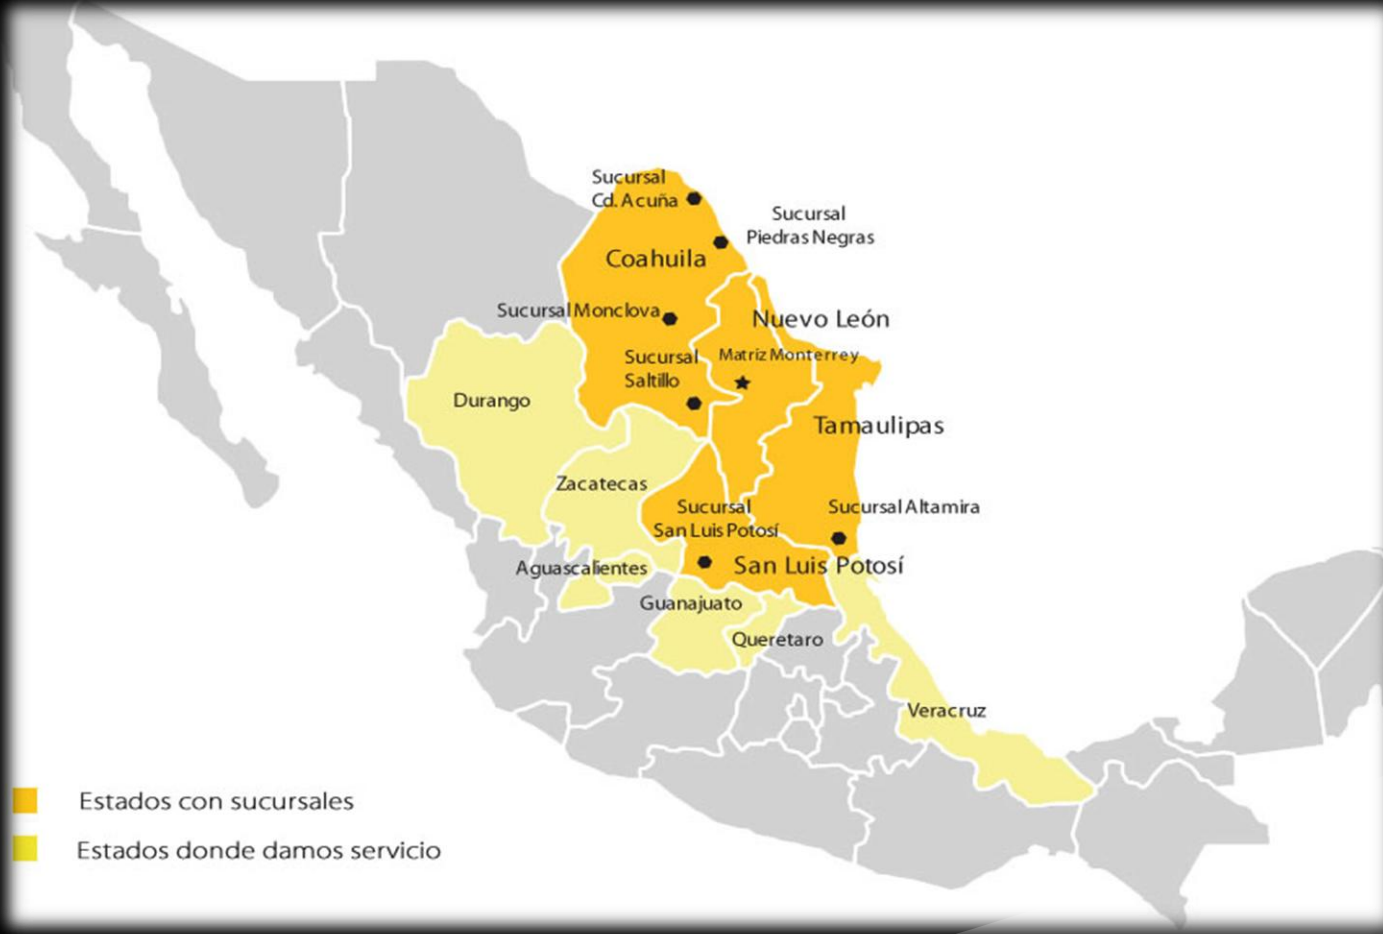 Sucursal
Cd. Acuña
Sucursal
Piedras Negras
Coahuila
Sucursal Monclova
Nuevo León
Sucursal
Saltillo
Matriz Monterrey
Durango
Tamaulipas
Zacatecas
Sucursal
San Luis Potosí
Sucursal Altamira
San Luis Potosí
Aguascalientes
Guanajuato
Queretaro
Veracruz
Estados con sucursales
Estados donde damos servicio